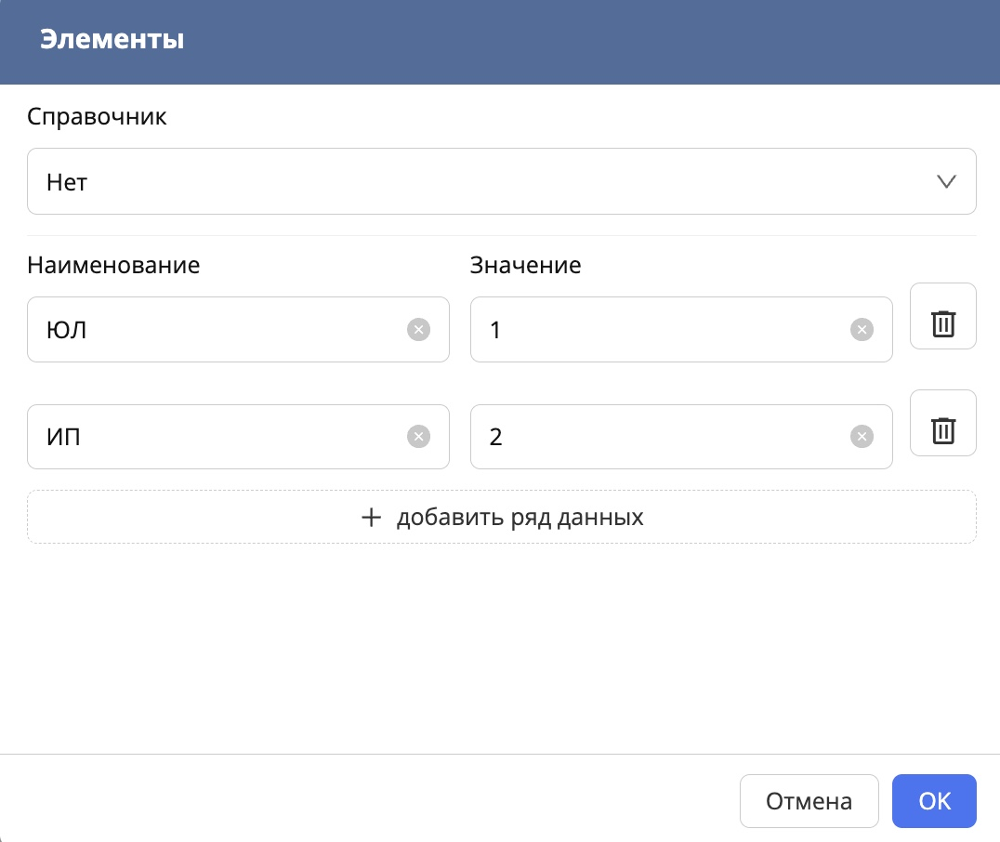 Элементы
Справочник
Нет
Наименование Значение
ЮЛ 1
ИП 2
+ добавить ряд данных
Отмена OK